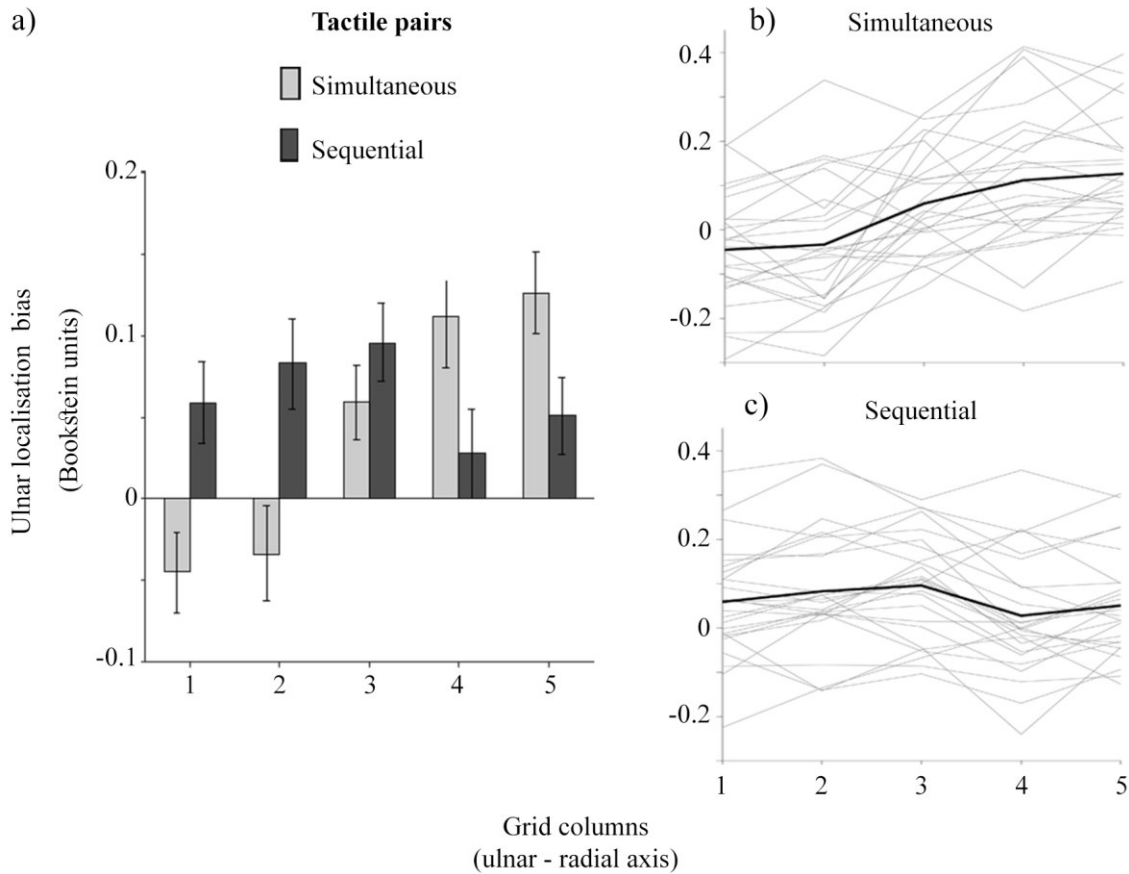 a)
Tactile pairs
Simultaneous
Sequential
Ulnar localisation bias
(Bookstein units)
0.2
0.1
0
-0.1
1 2 3 4 5
b) Simultaneous
0.4
0.2
0
-0.2
c) Sequential
0.4
0.2
0
-0.2
1 2 3 4 5
Grid columns
(ulnar - radial axis)